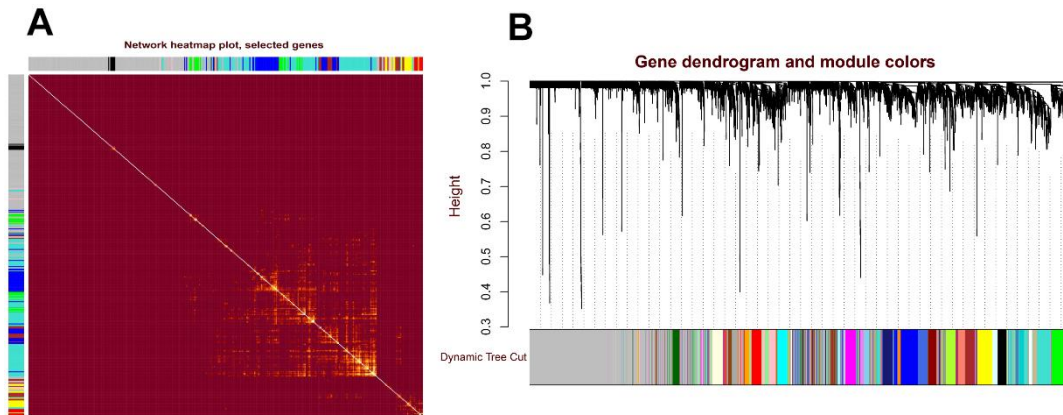 A
Network heatmap plot, selected genes
B
Gene dendrogram and module colors
Height
1.0
0.9
0.8
0.7
0.6
0.5
0.4
0.3
Dynamic Tree Cut